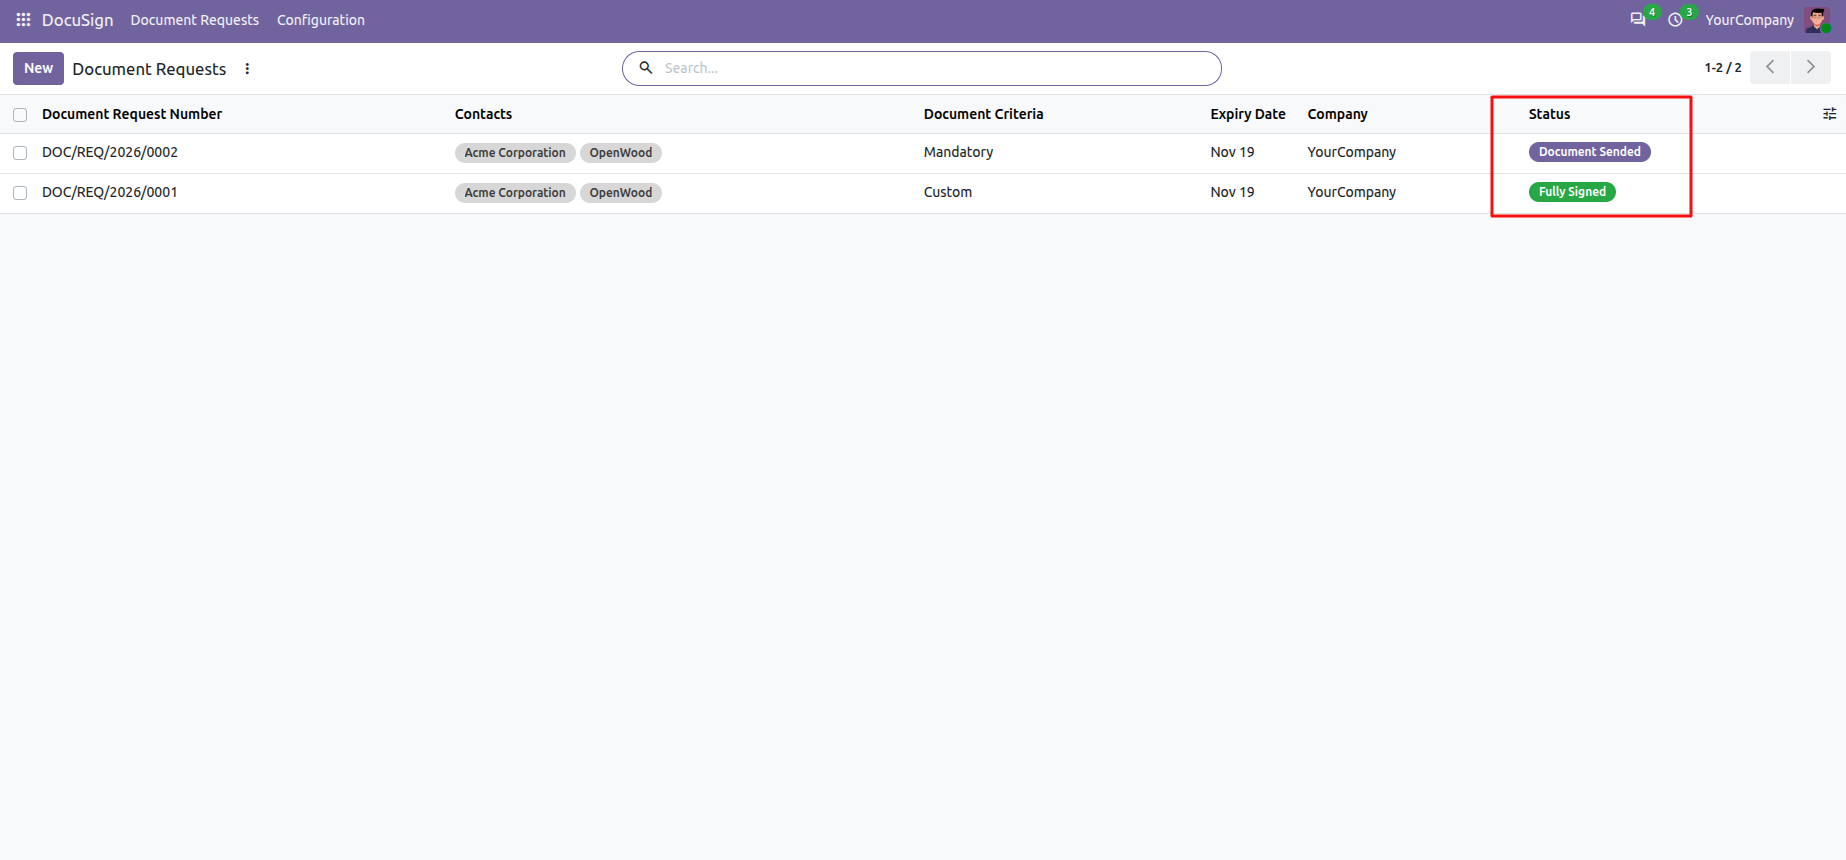 DocuSign Document Requests Configuration 4 3 YourCompany
New Document Requests Search... 1-2 / 2
Document Request Number Contacts Document Criteria Expiry Date Company Status
DOC/REQ/2026/0002 Acme Corporation OpenWood Mandatory Nov 19 YourCompany Document Sended
DOC/REQ/2026/0001 Acme Corporation OpenWood Custom Nov 19 YourCompany Fully Signed